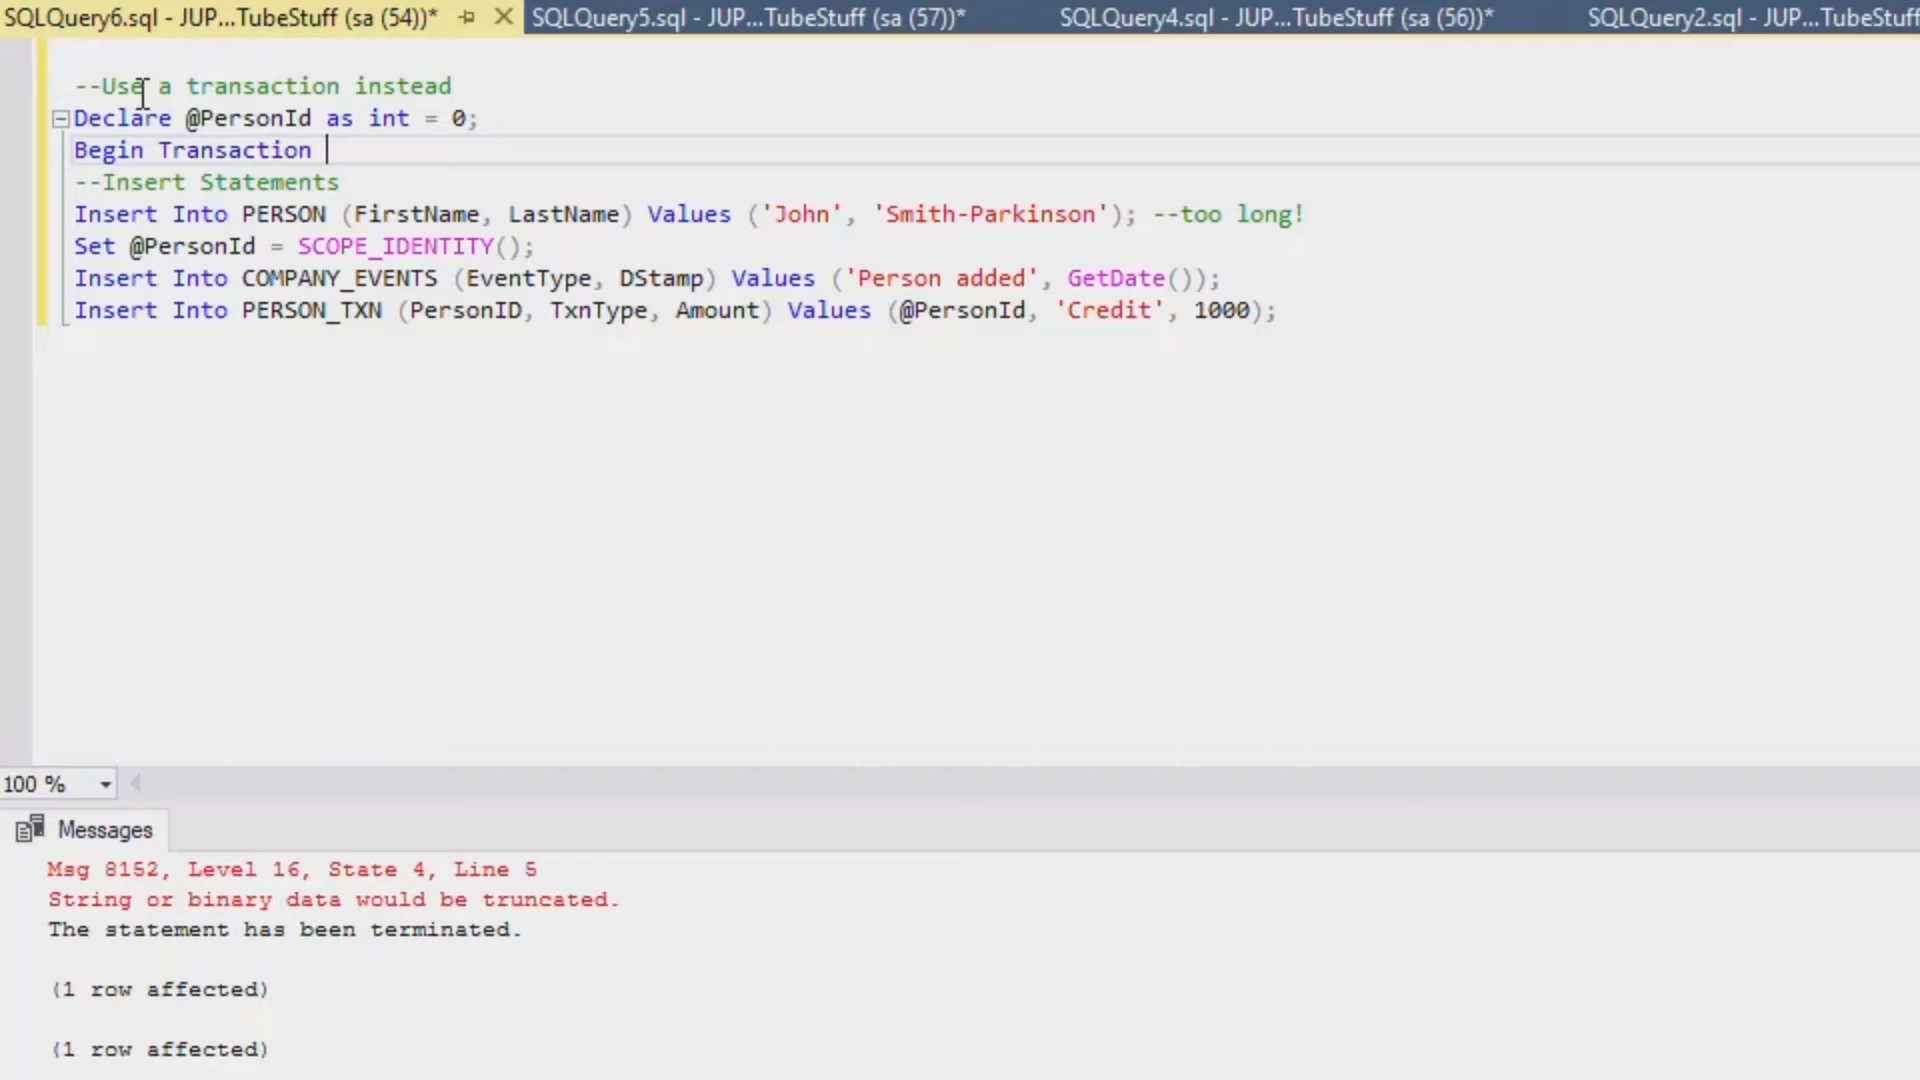 SQLQuery6.sql - JUP...TubeStuff (sa (54))* SQLQuery5.sql - JUP...TubeStuff (sa (57))* SQLQuery4.sql - JUP...TubeStuff (sa (56))* SQLQuery2.sql - JUP...TubeStuff
--Use a transaction instead
Declare @PersonId as int = 0;
Begin Transaction
--Insert Statements
Insert Into PERSON (FirstName, LastName) Values ('John', 'Smith-Parkinson'); --too long!
Set @PersonId = SCOPE_IDENTITY();
Insert Into COMPANY_EVENTS (EventType, DStamp) Values ('Person added', GetDate());
Insert Into PERSON_TXN (PersonID, TxnType, Amount) Values (@PersonId, 'Credit', 1000);
100 %
Messages
Msg 8152, Level 16, State 4, Line 5
String or binary data would be truncated.
The statement has been terminated.
(1 row affected)
(1 row affected)